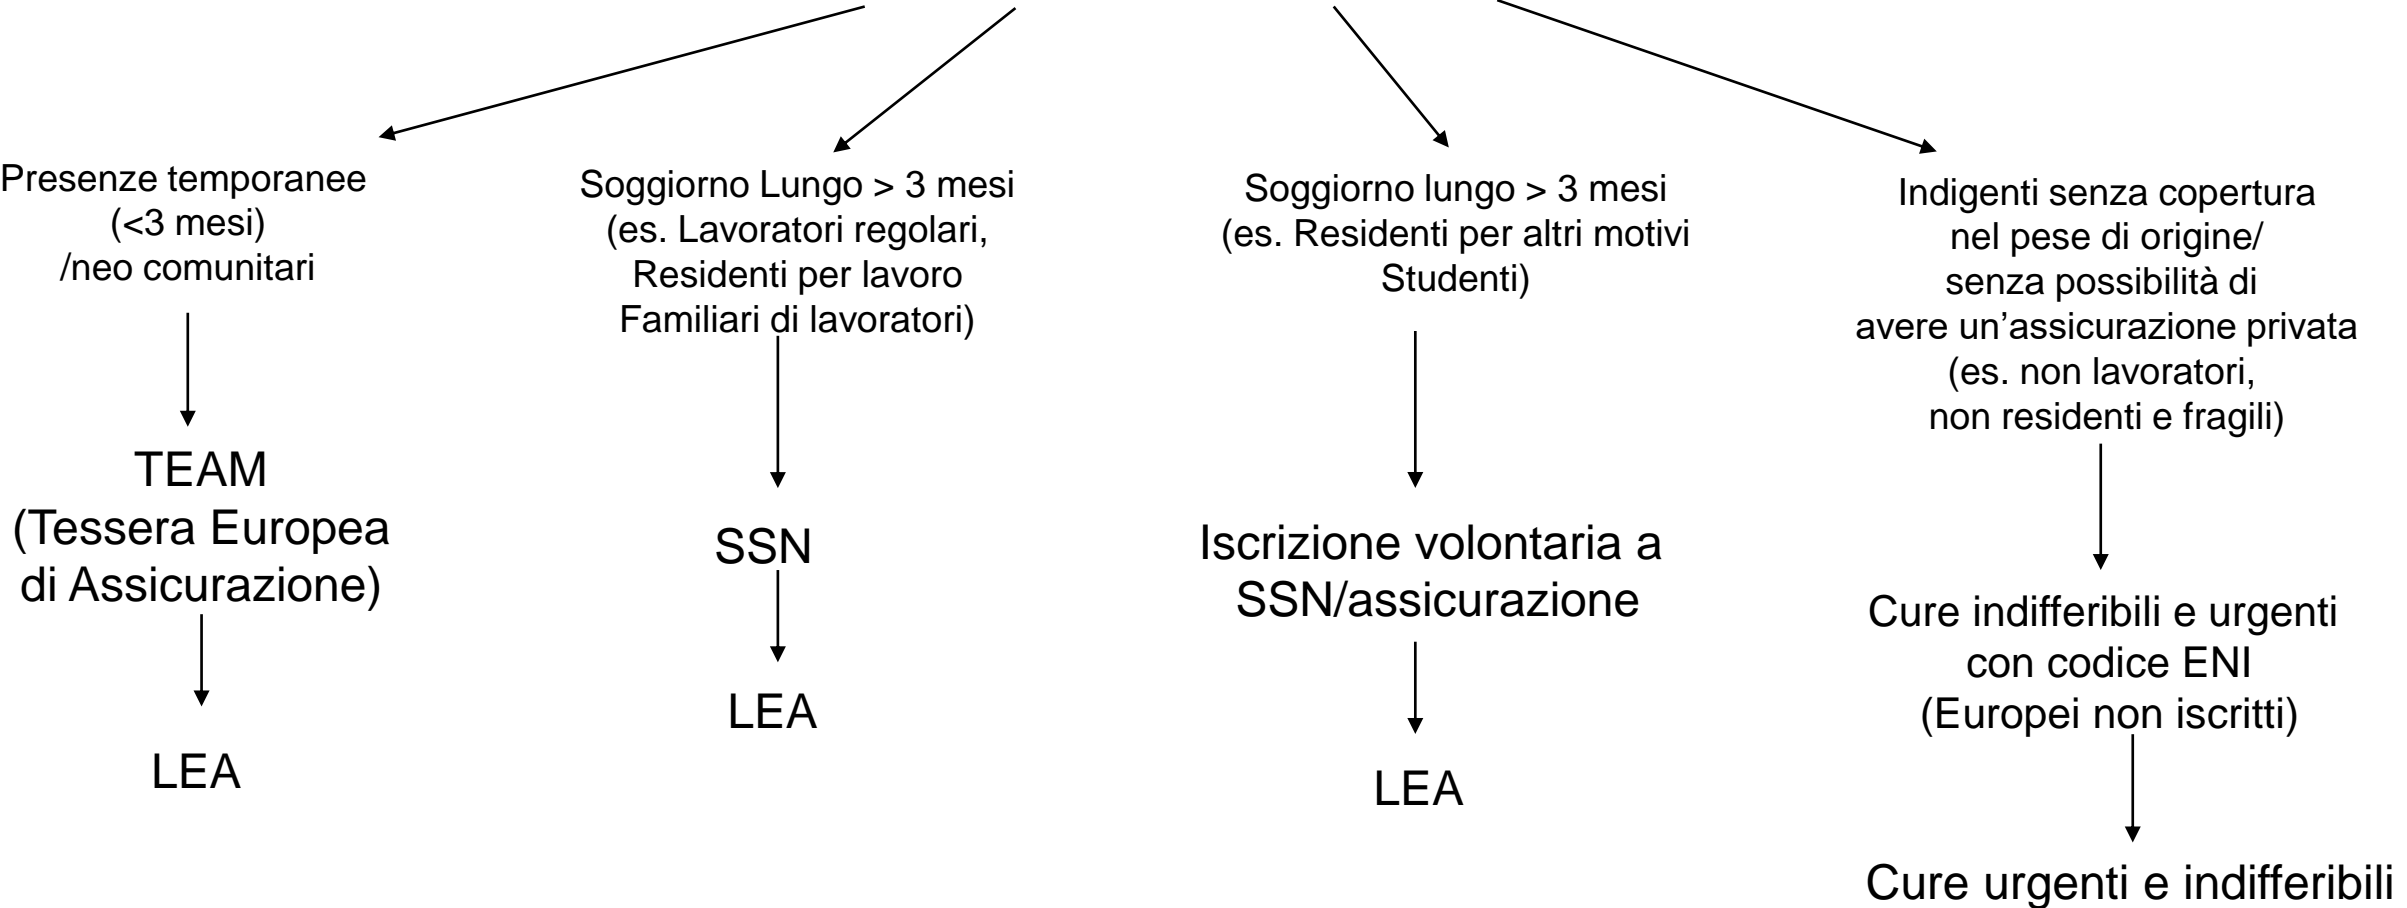 Presenze temporanee
(<3 mesi)
/neo comunitari
TEAM
(Tessera Europea
di Assicurazione)
LEA
Soggiorno Lungo > 3 mesi
(es. Lavoratori regolari,
Residenti per lavoro
Familiari di lavoratori)
SSN
LEA
Soggiorno lungo > 3 mesi
(es. Residenti per altri motivi
Studenti)
Iscrizione volontaria a
SSN/assicurazione
LEA
Indigenti senza copertura
nel pese di origine/
senza possibilità di
avere un’assicurazione privata
(es. non lavoratori,
non residenti e fragili)
Cure indifferibili e urgenti
con codice ENI
(Europei non iscritti)
Cure urgenti e indifferibili